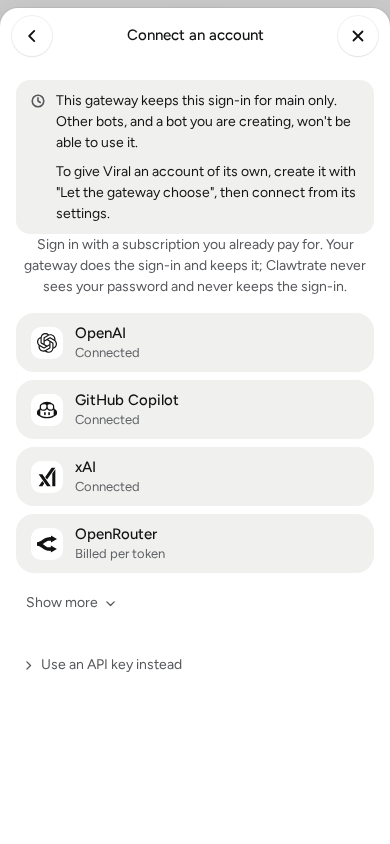 Connect an account
This gateway keeps this sign-in for main only.
Other bots, and a bot you are creating, won't be
able to use it.
To give Viral an account of its own, create it with
"Let the gateway choose", then connect from its
settings.
Sign in with a subscription you already pay for. Your
gateway does the sign-in and keeps it; Clawtrate never
sees your password and never keeps the sign-in.
OpenAI
Connected
GitHub Copilot
Connected
xAI
Connected
OpenRouter
Billed per token
Show more
Use an API key instead